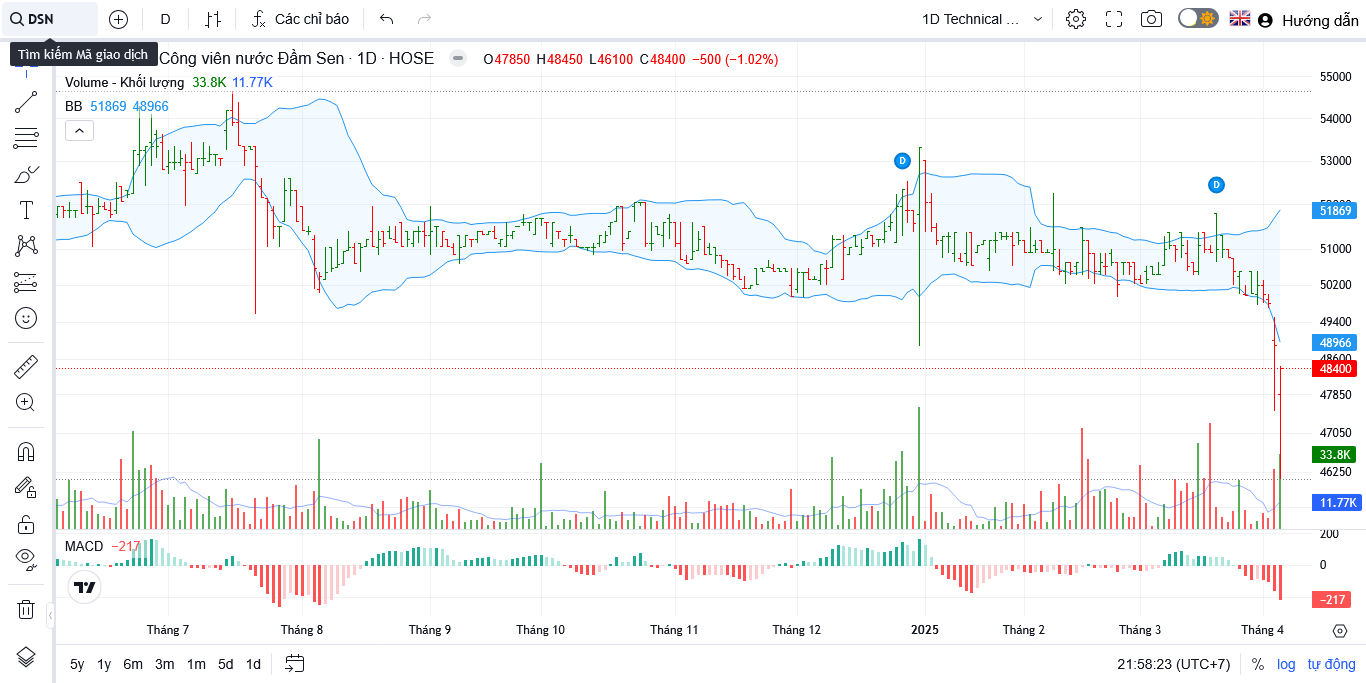 DSN
D
Các chỉ báo
1D Technical ...
Hướng dẫn
Tìm kiếm Mã giao dịch
Công viên nước Đầm Sen · 1D · HOSE
O47850 H48450 L46100 C48400 −500 (−1.02%)
Volume - Khối lượng 33.8K 11.77K
BB 51869 48966
D
D
55000
54000
53000
51869
51000
50200
49400
48966
48600
48400
47850
47050
33.8K
46250
11.77K
MACD −217
200
0
−217
Tháng 7 Tháng 8 Tháng 9 Tháng 10 Tháng 11 Tháng 12 2025 Tháng 2 Tháng 3 Tháng 4
5y 1y 6m 3m 1m 5d 1d
21:58:23 (UTC+7) % log tự động